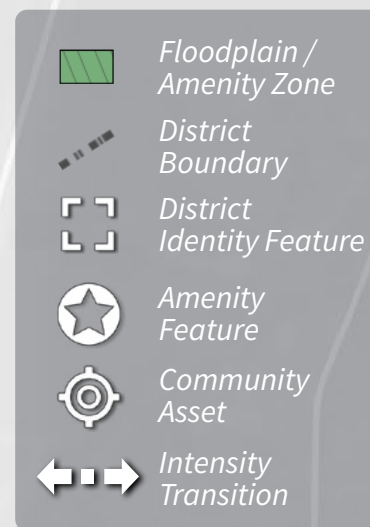 Floodplain /
Amenity Zone
District
Boundary
District
Identity Feature
Amenity
Feature
Community
Asset
Intensity
Transition